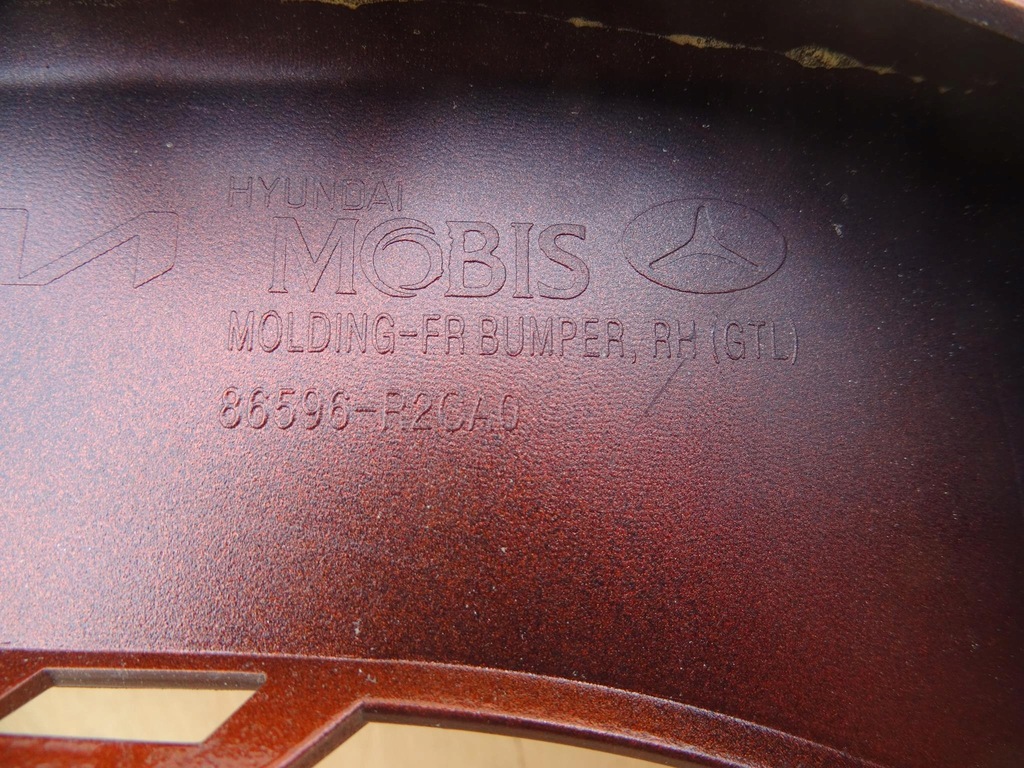 HYUNDAI
MOBIS
MOLDING-FR BUMPER, RH (GTL)
86596-R2CA0